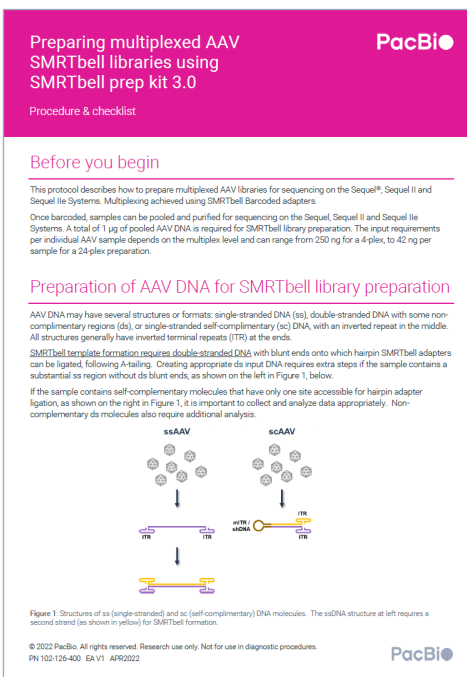 Preparing multiplexed AAV
SMRTbell libraries using
SMRTbell prep kit 3.0
PacBio
Procedure & checklist
Before you begin
This protocol describes how to prepare multiplexed AAV libraries for sequencing on the Sequel®, Sequel II and
Sequel IIe Systems. Multiplexing achieved using SMRTbell Barcoded adapters.
Once barcoded, samples can be pooled and purified for sequencing on the Sequel, Sequel II and Sequel IIe
Systems. A total of 1 µg of pooled AAV DNA is required for SMRTbell library preparation. The input requirements
per individual AAV sample depends on the multiplex level and can range from 250 ng for a 4-plex, to 42 ng per
sample for a 24-plex preparation.
Preparation of AAV DNA for SMRTbell library preparation
AAV DNA may have several structures or formats: single-stranded DNA (ss), double-stranded DNA with some non-
complimentary regions (ds), or single-stranded self-complimentary (sc) DNA, with an inverted repeat in the middle.
All structures generally have inverted terminal repeats (ITR) at the ends.
SMRTbell template formation requires double-stranded DNA with blunt ends onto which hairpin SMRTbell adapters
can be ligated, following A-tailing. Creating appropriate ds input DNA requires extra steps if the sample contains a
substantial ss region without ds blunt ends, as shown on the left in Figure 1, below.
If the sample contains self-complementary molecules that have only one site accessible for hairpin adapter
ligation, as shown on the right in Figure 1, it is important to collect and analyze data appropriately. Non-
complementary ds molecules also require additional analysis.
ssAAV
scAAV
ITR
mITR /
shDNA
ITR
ITR
ITR
Figure 1: Structures of ss (single-stranded) and sc (self-complimentary) DNA molecules. The ssDNA structure at left requires a
second strand (as shown in yellow) for SMRTbell formation.
© 2022 PacBio. All rights reserved. Research use only. Not for use in diagnostic procedures.
PN 102-126-400 EA V1 APR2022
PacBio